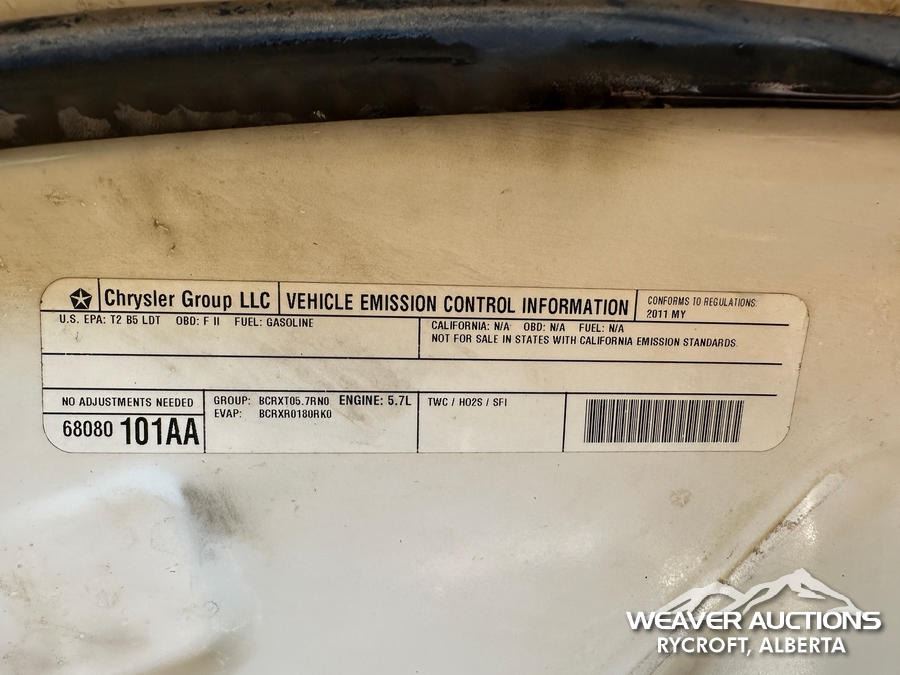 Chrysler Group LLC
VEHICLE EMISSION CONTROL INFORMATION
CONFORMS TO REGULATIONS:
2011 MY
U.S. EPA: T2 B5 LDT OBD: F II FUEL: GASOLINE
CALIFORNIA: N/A OBD: N/A FUEL: N/A
NOT FOR SALE IN STATES WITH CALIFORNIA EMISSION STANDARDS.
NO ADJUSTMENTS NEEDED
68080 101AA
GROUP: BCRXT05.7RN0 ENGINE: 5.7L
EVAP: BCRXR0180RK0
TWC / HO2S / SFI
WEAVER AUCTIONS
RYCROFT, ALBERTA